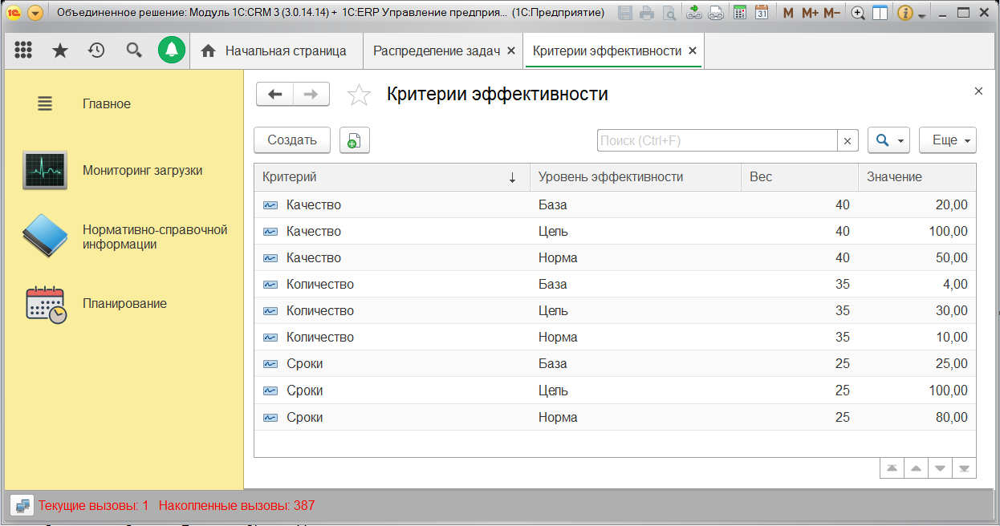 Объединенное решение: Модуль 1С:CRM 3 (3.0.14.14) + 1С:ERP Управление предприя... (1С:Предприятие)
31 M M+ M−
Начальная страница
Распределение задач
Критерии эффективности
Главное
Мониторинг загрузки
Нормативно-справочной
информации
Планирование
Критерии эффективности
Создать
Поиск (Ctrl+F)
Еще
Критерий Уровень эффективности Вес Значение
Качество База 40 20,00
Качество Цель 40 100,00
Качество Норма 40 50,00
Количество База 35 4,00
Количество Цель 35 30,00
Количество Норма 35 10,00
Сроки База 25 25,00
Сроки Цель 25 100,00
Сроки Норма 25 80,00
Текущие вызовы: 1 Накопленные вызовы: 387